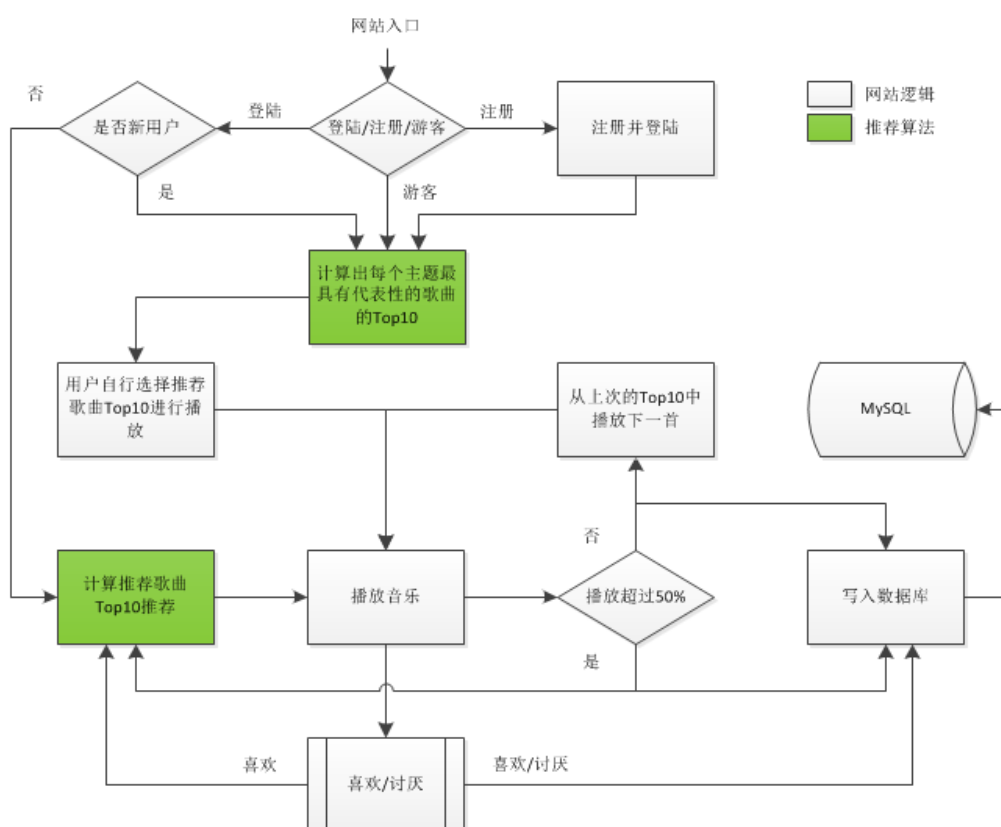 网站入口
否
登陆
注册
是否新用户
登陆/注册/游客
注册并登陆
网站逻辑
推荐算法
是
游客
计算出每个主题最
具有代表性的歌曲
的Top10
用户自行选择推荐
歌曲Top10进行播
放
从上次的Top10中
播放下一首
MySQL
否
计算推荐歌曲
Top10推荐
播放音乐
播放超过50%
写入数据库
是
喜欢
喜欢/讨厌
喜欢/讨厌